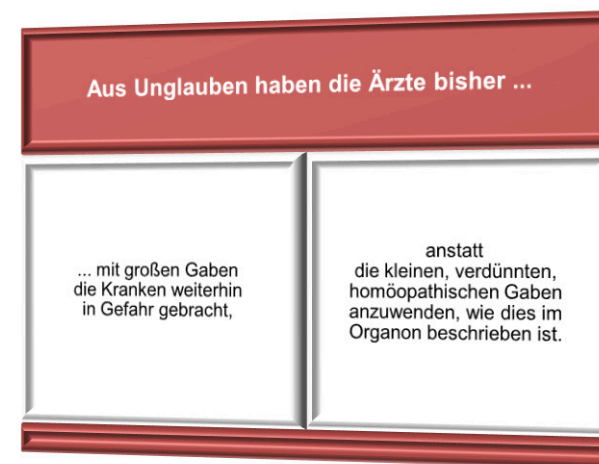 Aus Unglauben haben die Ärzte bisher ...
... mit großen Gaben
die Kranken weiterhin
in Gefahr gebracht,
anstatt
die kleinen, verdünnten,
homöopathischen Gaben
anzuwenden, wie dies im
Organon beschrieben ist.